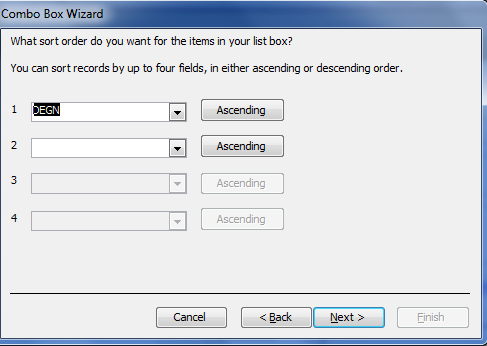 Combo Box Wizard
What sort order do you want for the items in your list box?
You can sort records by up to four fields, in either ascending or descending order.
1 DEGN Ascending
2 Ascending
3 Ascending
4 Ascending
Cancel < Back Next > Finish